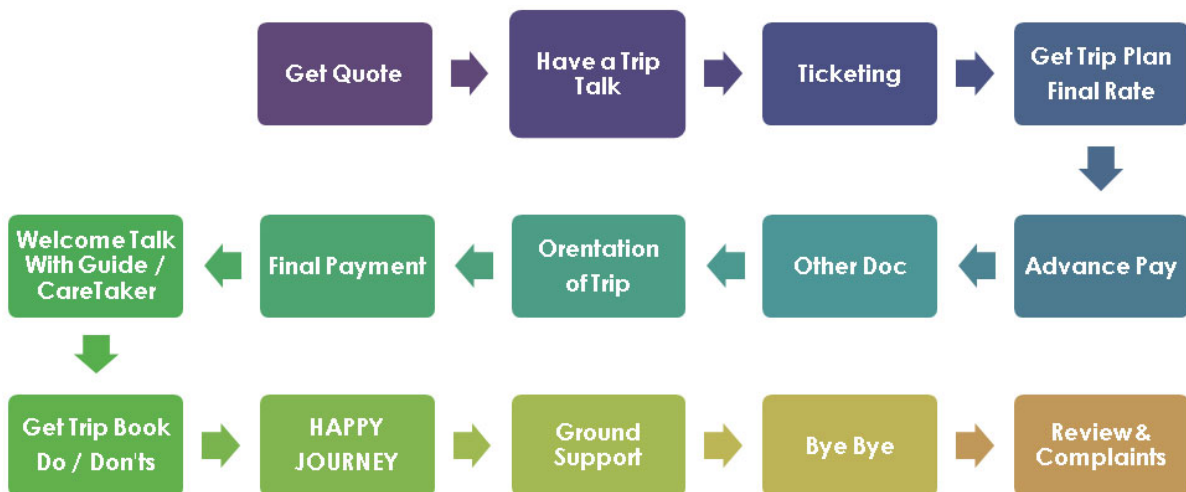 Get Quote
Have a Trip
Talk
Ticketing
Get Trip Plan
Final Rate
Advance Pay
Other Doc
Orentation
of Trip
Final Payment
Welcome Talk
With Guide /
CareTaker
Get Trip Book
Do / Don'ts
HAPPY
JOURNEY
Ground
Support
Bye Bye
Review &
Complaints